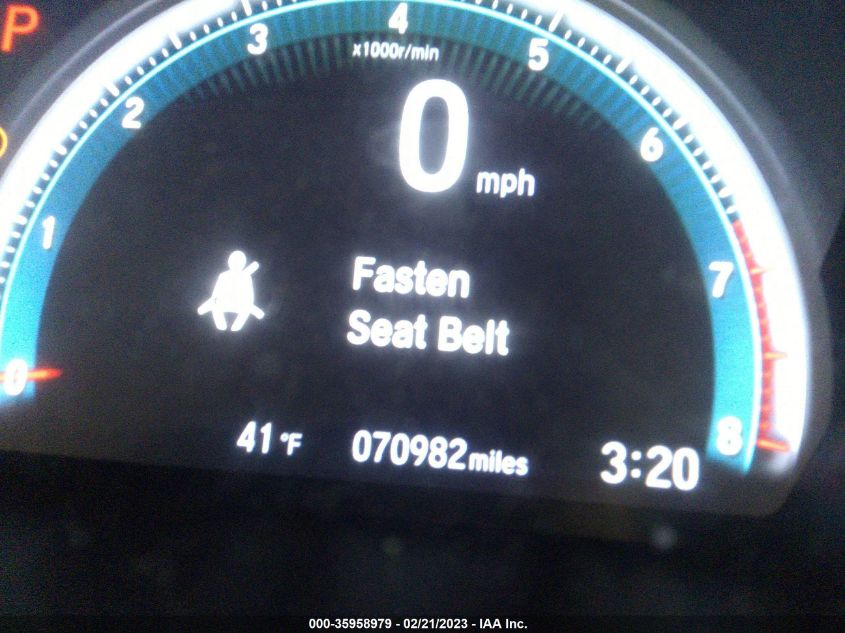 P
0
1
2
3
4
5
6
7
8
x1000r/min
0 mph
Fasten
Seat Belt
41 °F 070982 miles 3:20
000-35958979 - 02/21/2023 - IAA Inc.